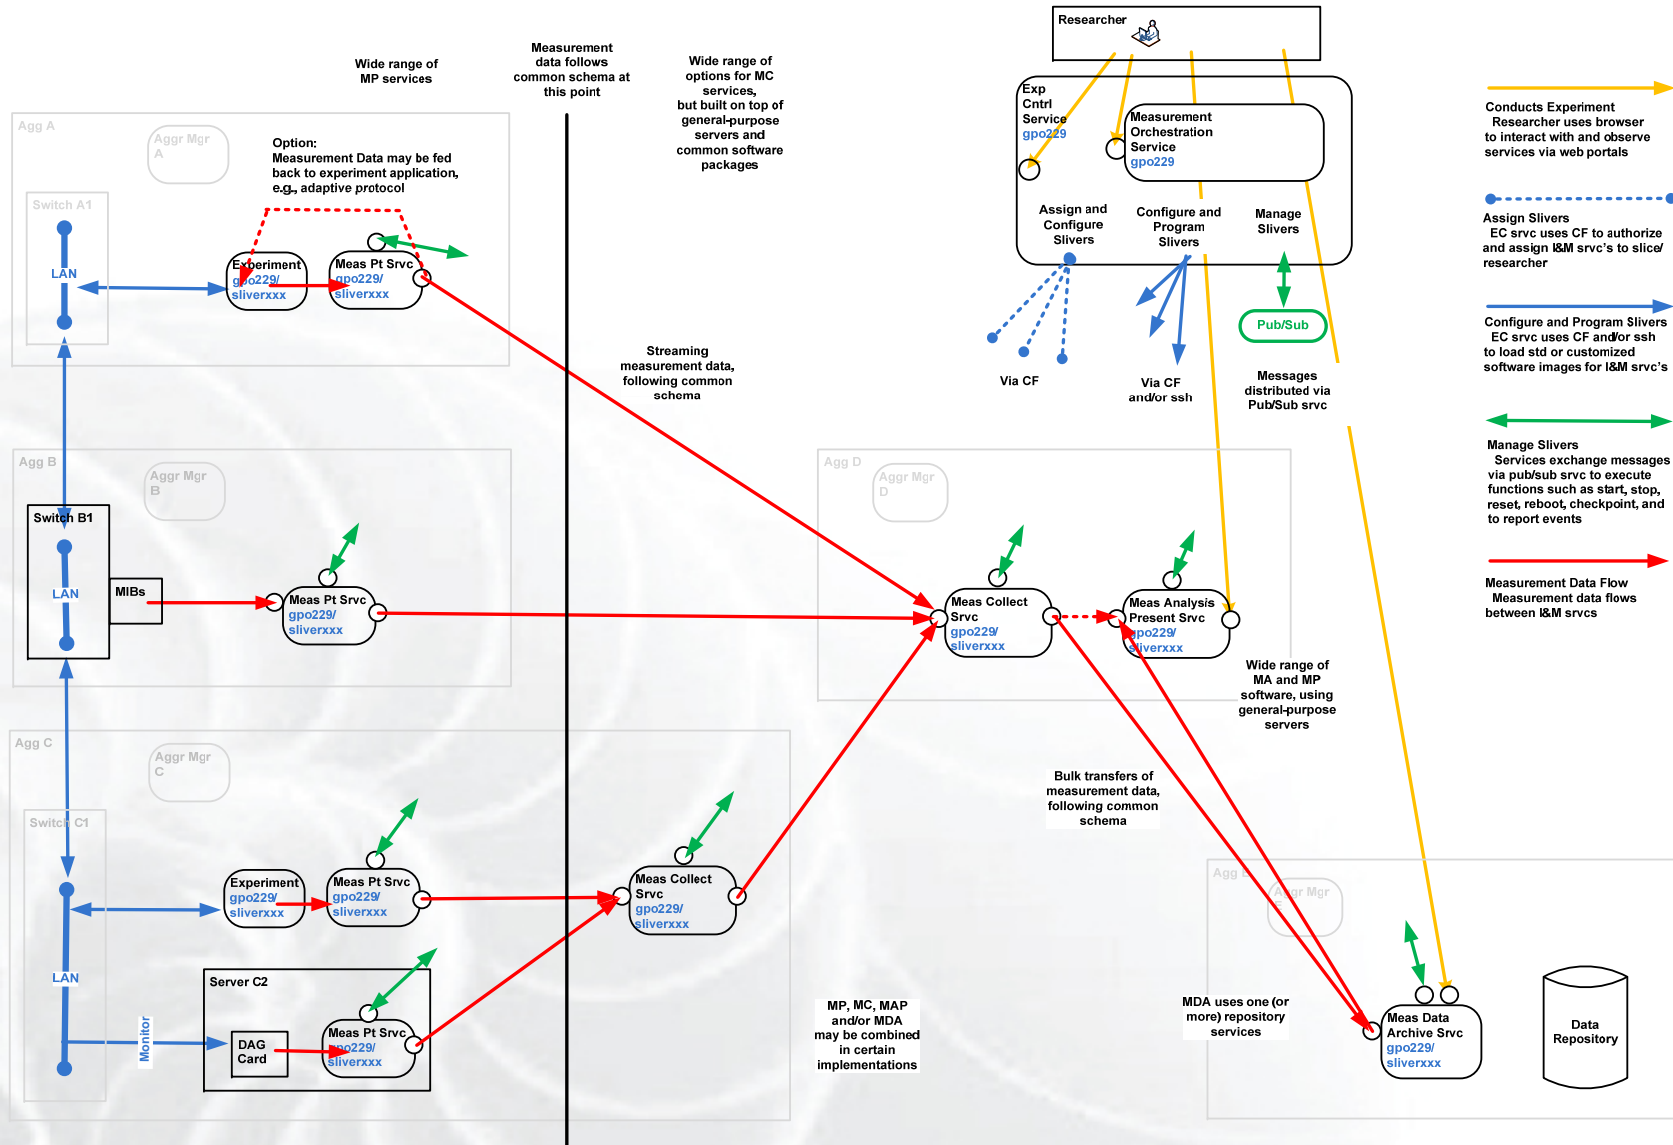 Researcher
Exp
Cntrl
Service
gpo229
Measurement
Orchestration
Service
gpo229
Assign and
Configure
Slivers
Configure and
Program
Slivers
Manage
Slivers
Pub/Sub
Via CF
Via CF
and/or ssh
Messages
distributed via
Pub/Sub srvc
Conducts Experiment
Researcher uses browser
to interact with and observe
services via web portals
Assign Slivers
EC srvc uses CF to authorize
and assign I&M srvc's to slice/
researcher
Configure and Program Slivers
EC srvc uses CF and/or ssh
to load std or customized
software images for I&M srvc's
Manage Slivers
Services exchange messages
via pub/sub srvc to execute
functions such as start, stop,
reset, reboot, checkpoint, and
to report events
Measurement Data Flow
Measurement data flows
between I&M srvcs
Wide range of
MP services
Measurement
data follows
common schema at
this point
Wide range of
options for MC
services,
but built on top of
general-purpose
servers and
common software
packages
Agg A
Aggr Mgr
A
Option:
Measurement Data may be fed
back to experiment application,
e.g., adaptive protocol
Switch A1
LAN
Experiment
gpo229/
sliverxxx
Meas Pt Srvc
gpo229/
sliverxxx
Streaming
measurement data,
following common
schema
Agg B
Aggr Mgr
B
Switch B1
LAN
MIBs
Meas Pt Srvc
gpo229/
sliverxxx
Agg D
Aggr Mgr
D
Meas Collect
Srvc
gpo229/
sliverxxx
Meas Analysis
Present Srvc
gpo229/
sliverxxx
Wide range of
MA and MP
software, using
general-purpose
servers
Agg C
Aggr Mgr
C
Switch C1
LAN
Experiment
gpo229/
sliverxxx
Meas Pt Srvc
gpo229/
sliverxxx
Meas Collect
Srvc
gpo229/
sliverxxx
Server C2
Monitor
DAG
Card
Meas Pt Srvc
gpo229/
sliverxxx
Bulk transfers of
measurement data,
following common
schema
MP, MC, MAP
and/or MDA
may be combined
in certain
implementations
MDA uses one (or
more) repository
services
Agg E
Aggr Mgr
E
Meas Data
Archive Srvc
gpo229/
sliverxxx
Data
Repository